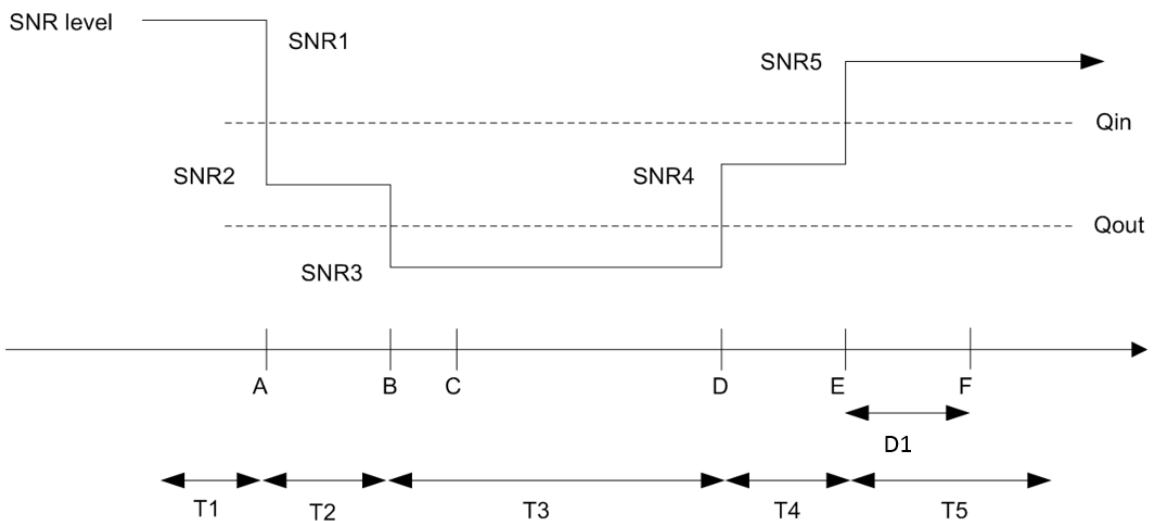 SNR level
SNR1
SNR5
Qin
SNR2
SNR4
Qout
SNR3
A
B
C
D
E
F
D1
T1
T2
T3
T4
T5